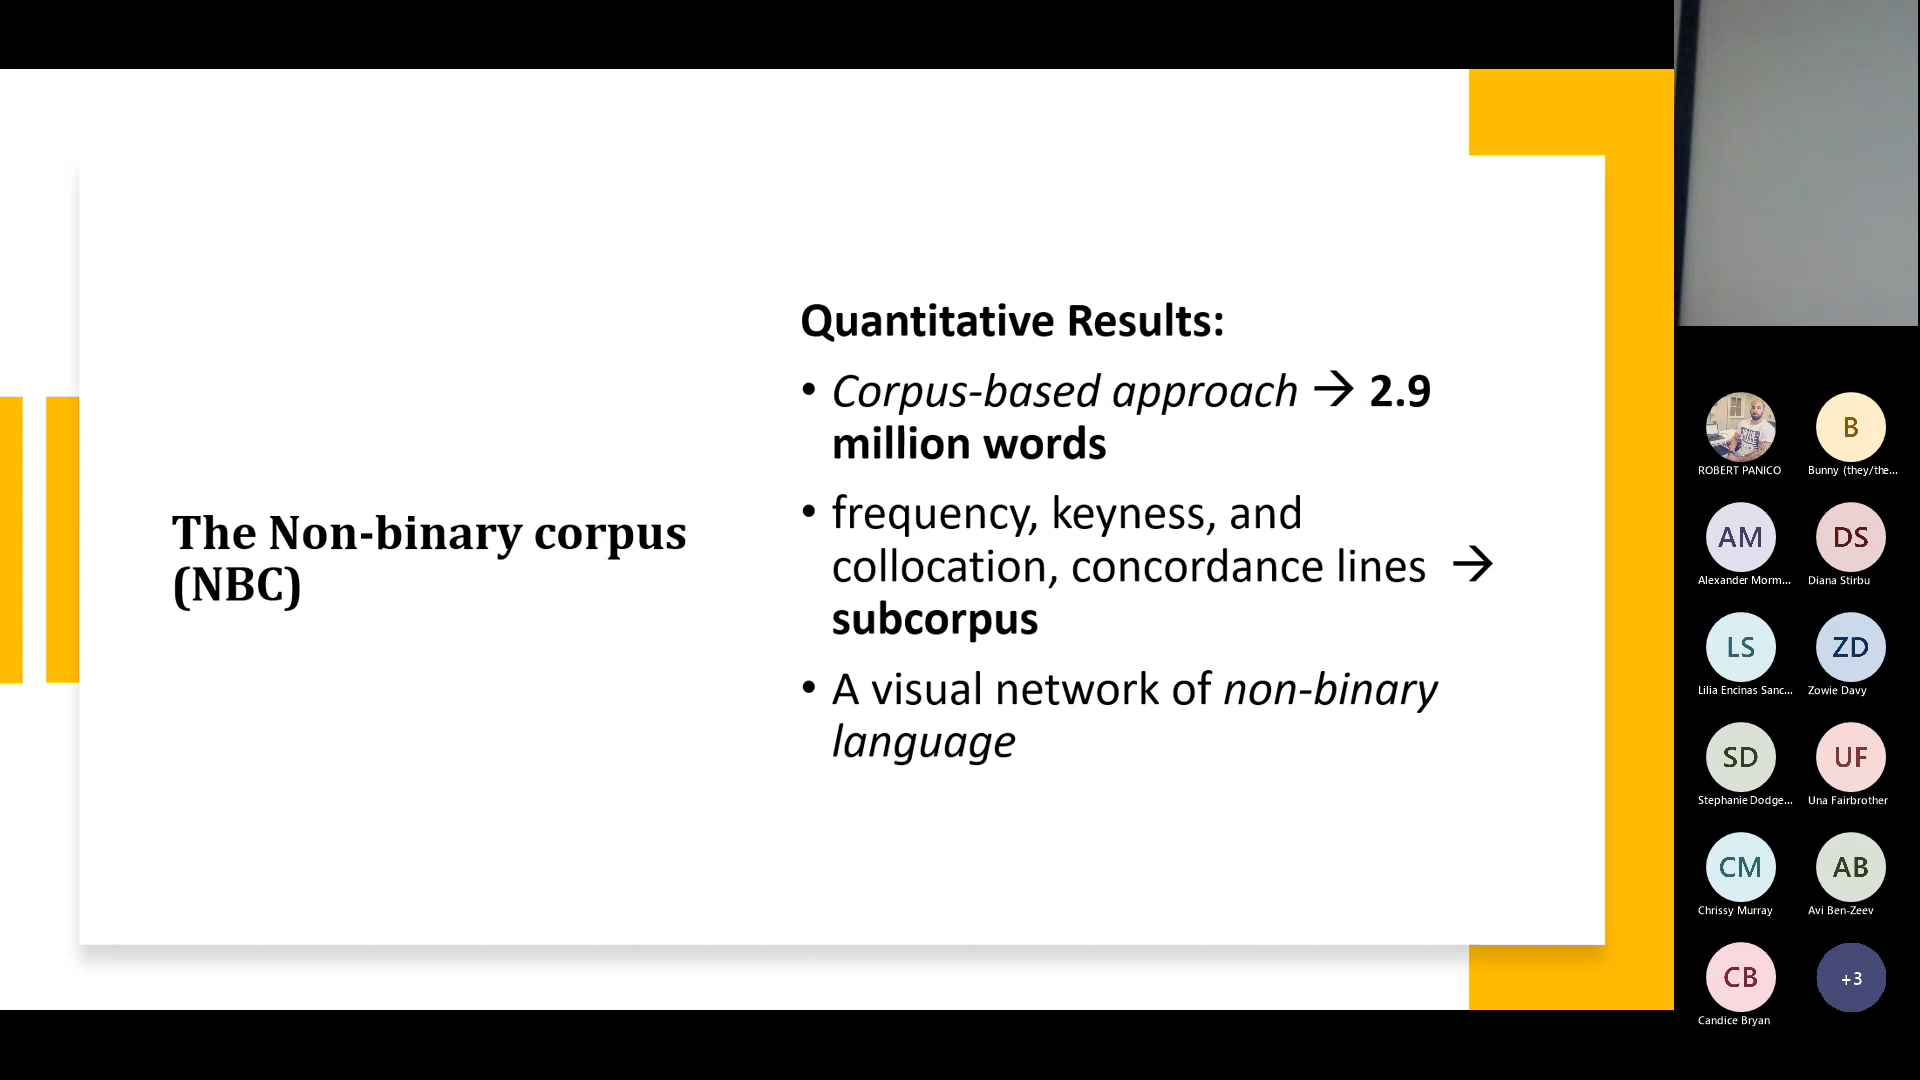 The Non-binary corpus
(NBC)
Quantitative Results:
• Corpus-based approach → 2.9
million words
• frequency, keyness, and
collocation, concordance lines →
subcorpus
• A visual network of non-binary
language
ROBERT PANICO
B
Bunny (they/the...
AM
Alexander Morm...
DS
Diana Stirbu
LS
Lilia Encinas Sanc...
ZD
Zowie Davy
SD
Stephanie Dodge...
UF
Una Fairbrother
CM
Chrissy Murray
AB
Avi Ben-Zeev
CB
Candice Bryan
+3